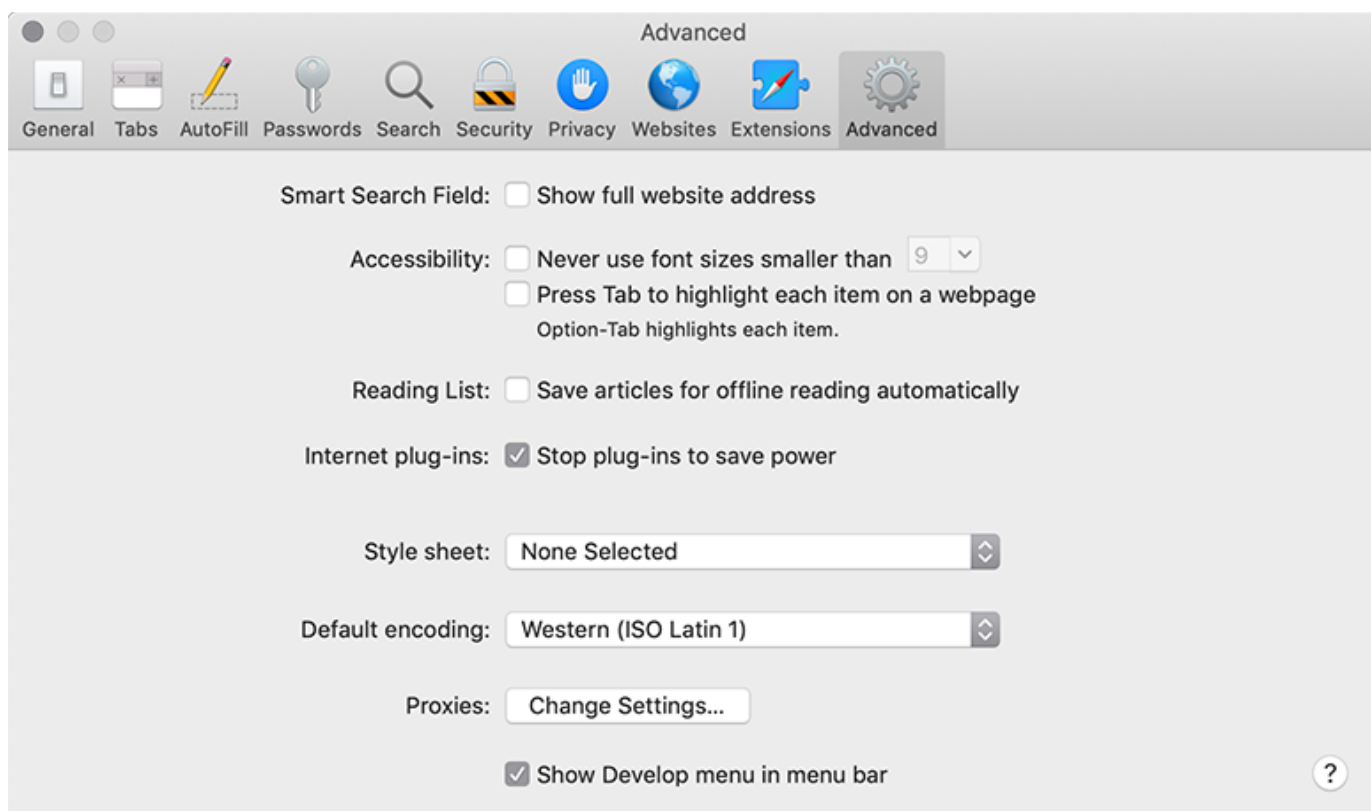 Advanced
General Tabs AutoFill Passwords Search Security Privacy Websites Extensions Advanced
Smart Search Field: Show full website address
Accessibility: Never use font sizes smaller than 9
Press Tab to highlight each item on a webpage
Option-Tab highlights each item.
Reading List: Save articles for offline reading automatically
Internet plug-ins: Stop plug-ins to save power
Style sheet: None Selected
Default encoding: Western (ISO Latin 1)
Proxies: Change Settings...
Show Develop menu in menu bar ?